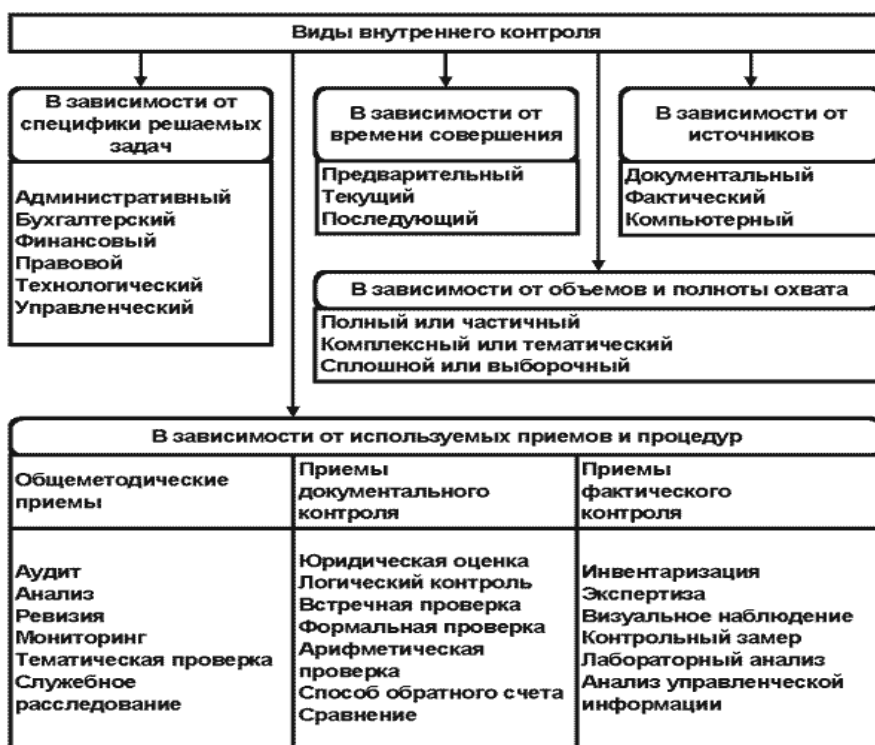 Виды внутреннего контроля
В зависимости от
специфики решаемых
задач
Административный
Бухгалтерский
Финансовый
Правовой
Технологический
Управленческий
В зависимости от
времени совершения
Предварительный
Текущий
Последующий
В зависимости от
источников
Документальный
Фактический
Компьютерный
В зависимости от объемов и полноты охвата
Полный или частичный
Комплексный или тематический
Сплошной или выборочный
В зависимости от используемых приемов и процедур
Общеметодические
приемы
Аудит
Анализ
Ревизия
Мониторинг
Тематическая проверка
Служебное
расследование
Приемы
документального
контроля
Юридическая оценка
Логический контроль
Встречная проверка
Формальная проверка
Арифметическая
проверка
Способ обратного счета
Сравнение
Приемы
фактического
контроля
Инвентаризация
Экспертиза
Визуальное наблюдение
Контрольный замер
Лабораторный анализ
Анализ управленческой
информации